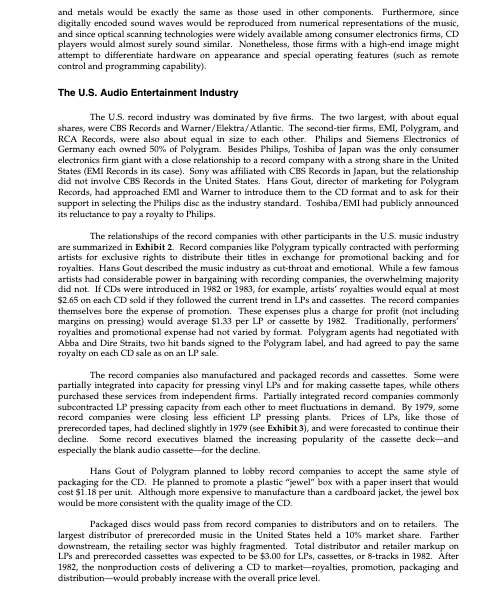 and metals would be exactly the same as those used in other components. Furthermore, since
digitally encoded sound waves would be reproduced from numerical representations of the music,
and since optical scanning technologies were widely available among consumer electronics firms, CD
players would almost surely sound similar. Nonetheless, those firms with a high-end image might
attempt to differentiate hardware on appearance and special operating features (such as remote
control and programming capability).
The U.S. Audio Entertainment Industry
The U.S. record industry was dominated by five firms. The two largest, with about equal
shares, were CBS Records and Warner/Elektra/Atlantic. The second-tier firms, EMI, Polygram, and
RCA Records, were also about equal in size to each other. Philips and Siemens Electronics of
Germany each owned 50% of Polygram. Besides Philips, Toshiba of Japan was the only consumer
electronics firm giant with a close relationship to a record company with a strong share in the United
States (EMI Records in its case). Sony was affiliated with CBS Records in Japan, but the relationship
did not involve CBS Records in the United States. Hans Gout, director of marketing for Polygram
Records, had approached EMI and Warner to introduce them to the CD format and to ask for their
support in selecting the Philips disc as the industry standard. Toshiba/EMI had publicly announced
its reluctance to pay a royalty to Philips.
The relationships of the record companies with other participants in the U.S. music industry
are summarized in Exhibit 2. Record companies like Polygram typically contracted with performing
artists for exclusive rights to distribute their titles in exchange for promotional backing and for
royalties. Hans Gout described the music industry as cut-throat and emotional. While a few famous
artists had considerable power in bargaining with recording companies, the overwhelming majority
did not. If CDs were introduced in 1982 or 1983, for example, artists' royalties would equal at most
$2.65 on each CD sold if they followed the current trend in LPs and cassettes. The record companies
themselves bore the expense of promotion. These expenses plus a charge for profit (not including
margins on pressing) would average $1.33 per LP or cassette by 1982. Traditionally, performers'
royalties and promotional expense had not varied by format. Polygram agents had negotiated with
Abba and Dire Straits, two hit bands signed to the Polygram label, and had agreed to pay the same
royalty on each CD sale as on an LP sale.
The record companies also manufactured and packaged records and cassettes. Some were
partially integrated into capacity for pressing vinyl LPs and for making cassette tapes, while others
purchased these services from independent firms. Partially integrated record companies commonly
subcontracted LP pressing capacity from each other to meet fluctuations in demand. By 1979, some
record companies were closing less efficient LP pressing plants. Prices of LPs, like those of
prerecorded tapes, had declined slightly in 1979 (see Exhibit 3), and were forecasted to continue their
decline. Some record executives blamed the increasing popularity of the cassette deck—and
especially the blank audio cassette—for the decline.
Hans Gout of Polygram planned to lobby record companies to accept the same style of
packaging for the CD. He planned to promote a plastic "jewel" box with a paper insert that would
cost $1.18 per unit. Although more expensive to manufacture than a cardboard jacket, the jewel box
would be more consistent with the quality image of the CD.
Packaged discs would pass from record companies to distributors and on to retailers. The
largest distributor of prerecorded music in the United States held a 10% market share. Farther
downstream, the retailing sector was highly fragmented. Total distributor and retailer markup on
LPs and prerecorded cassettes was expected to be $3.00 for LPs, cassettes, or 8-tracks in 1982. After
1982, the nonproduction costs of delivering a CD to market—royalties, promotion, packaging and
distribution—would probably increase with the overall price level.